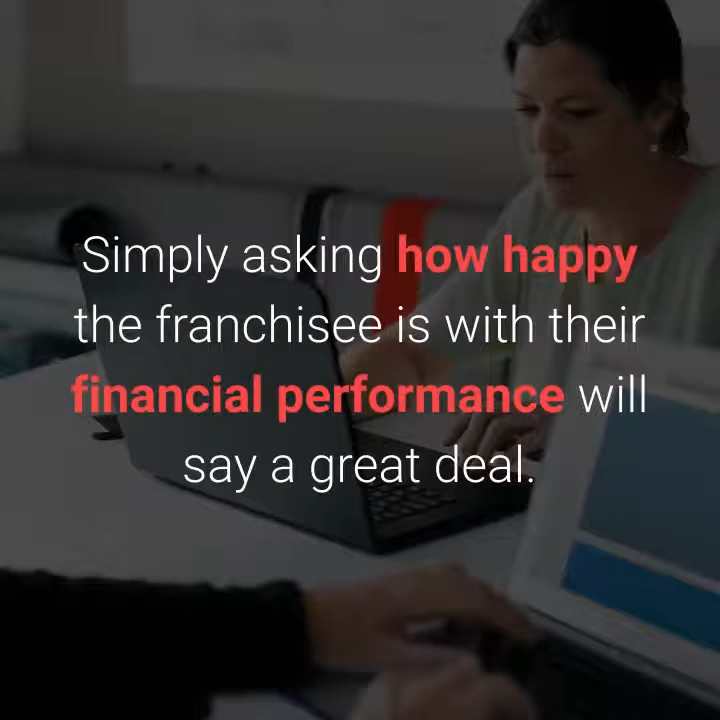 Simply asking how happy
the franchisee is with their
financial performance will
say a great deal.